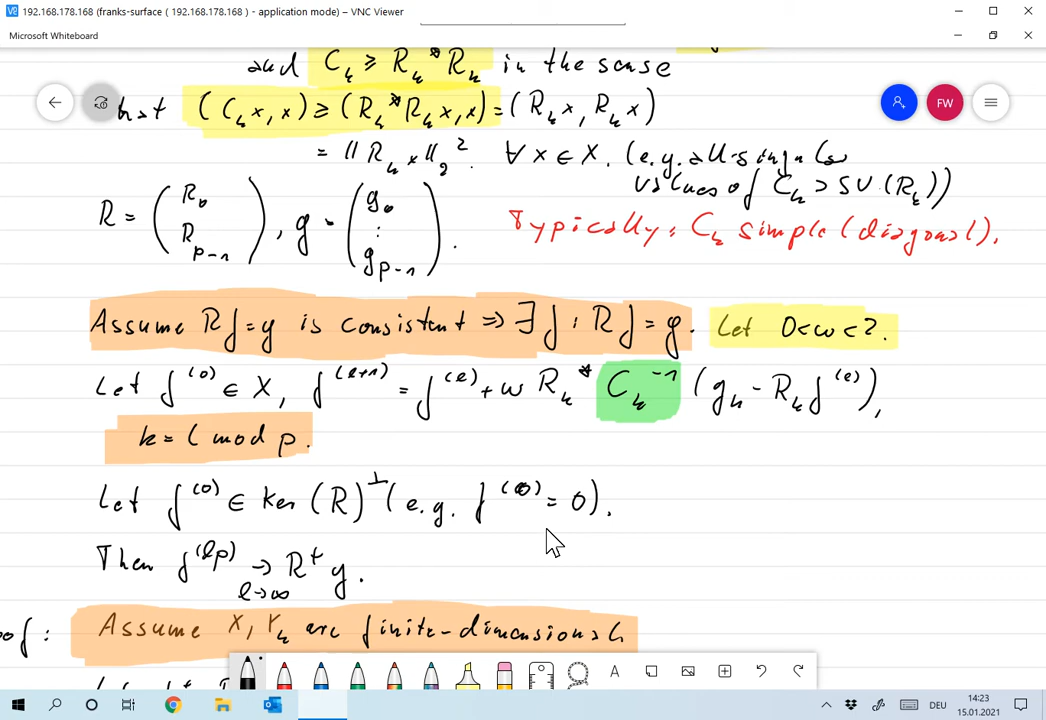 192.168.178.168 (franks-surface ( 192.168.178.168 ) - application mode) – VNC Viewer
Microsoft Whiteboard
and C_k ≥ R_k^* R_k in the sense
that (C_k x, x) ≥ (R_k^* R_k x, x) = (R_k x, R_k x)
= ||R_k x||_2^2. ∀ x ∈ X. (e.g. all singular
values of C_k > SV.(R_k))
R = (R_0 : R_{p-1}), g = (g_0 : g_{p-1}).
Typically: C_k simple (diagonal).
Assume Rf = g is consistent ⇒ ∃ f : Rf = g. Let 0<ω<2.
Let f^{(0)} ∈ X, f^{(l+1)} = f^{(l)} + ω R_k^* C_k^{-1} (g_k - R_k f^{(l)}),
k = l mod p.
Let f^{(0)} ∈ Ker (R)^⊥ (e.g. f^{(0)} = 0).
Then f^{(lp)} → R^+ g.
l→∞
oof: Assume X, Y_k are finite-dimensional
FW
A
DEU
14:23
15.01.2021